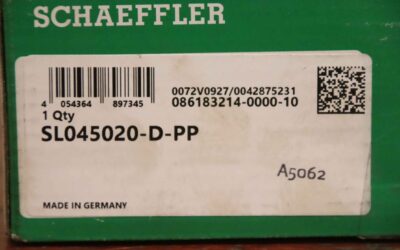 SCHAEFFLER
0072V0927/0042875231
086183214-0000-10
4 054364 897345
1 Qty
SL045020-D-PP
A5062
MADE IN GERMANY